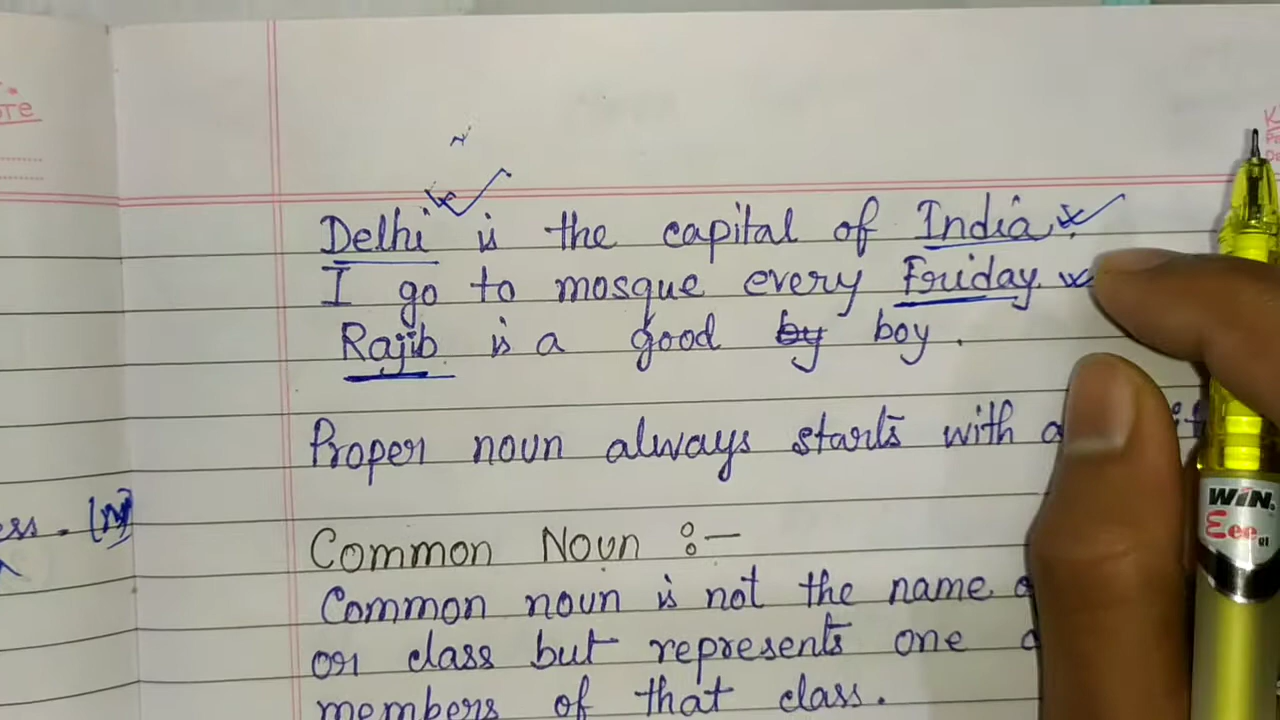 Delhi is the capital of India
I go to mosque every Friday.
Rajib is a good by boy.
Proper noun always starts with a
Common Noun :-
Common noun is not the name
or class but represents one
members of that class.
WIN
Eee